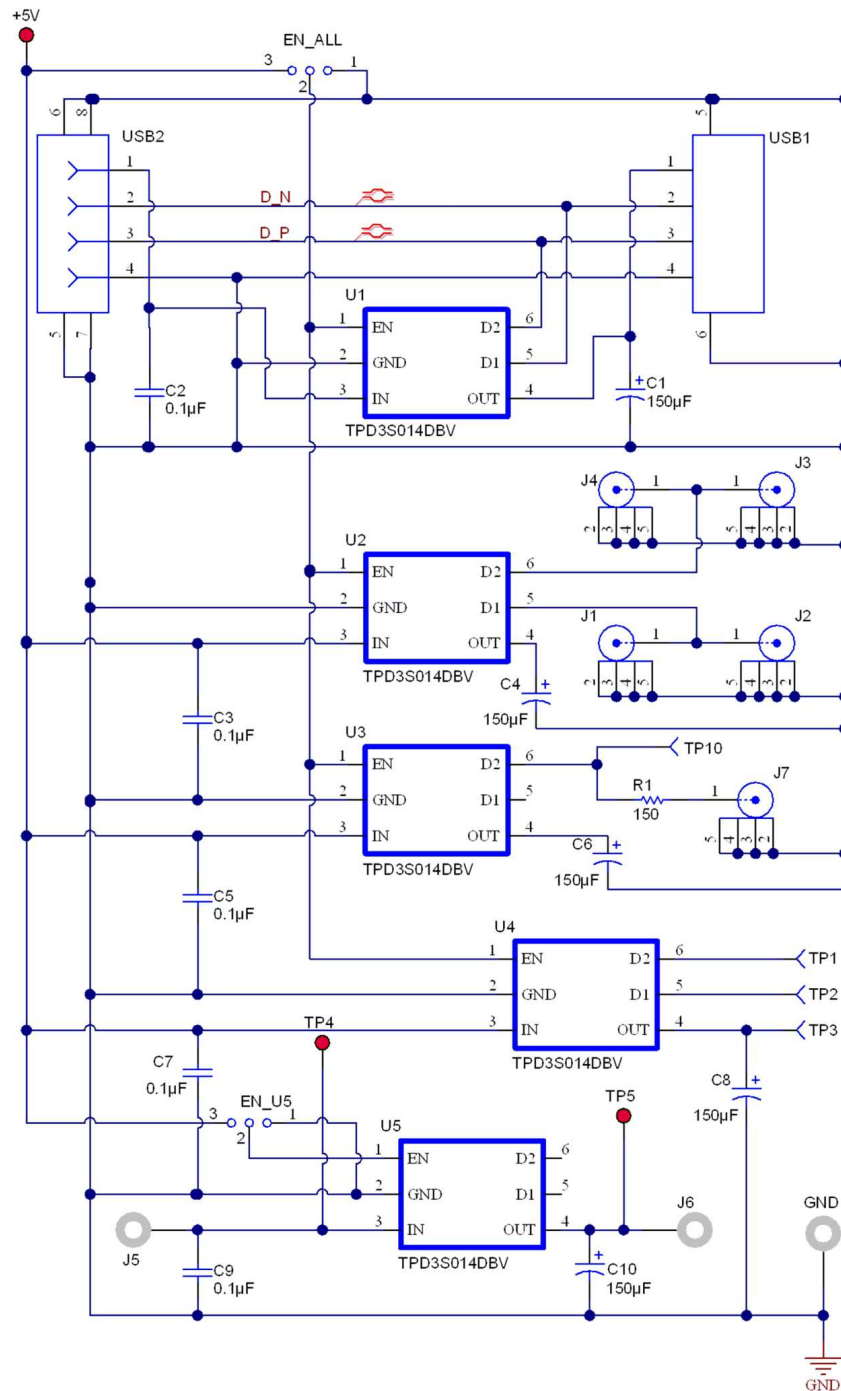 +5V
EN_ALL
3 1
2
6 8
5
USB2
USB1
1 1
2 D_N 2
3 D_P 3
4 4
U1
5 7
6
1 EN D2 6
2 GND D1 5
3 IN OUT 4
TPD3S014DBV
C2
0.1µF
+ C1
150µF
J4 1 1 J3
2 3 4 5 5 4 3 2
U2
1 EN D2 6
2 GND D1 5
3 IN OUT 4
TPD3S014DBV
J1 1 1 J2
2 3 4 5 5 4 3 2
C4 +
150µF
C3
0.1µF
U3
1 EN D2 6
2 GND D1 5
3 IN OUT 4
TPD3S014DBV
TP10
R1
150
1
J7
5 4 3 2
C6 +
150µF
C5
0.1µF
U4
1 EN D2 6 TP1
2 GND D1 5 TP2
3 IN OUT 4 TP3
TPD3S014DBV
TP4
C7
0.1µF
C8 +
150µF
EN_U5
3 1
2
TP5
U5
1 EN D2 6
2 GND D1 5
3 IN OUT 4
TPD3S014DBV
J5
J6
GND
C9
0.1µF
+
C10
150µF
GND